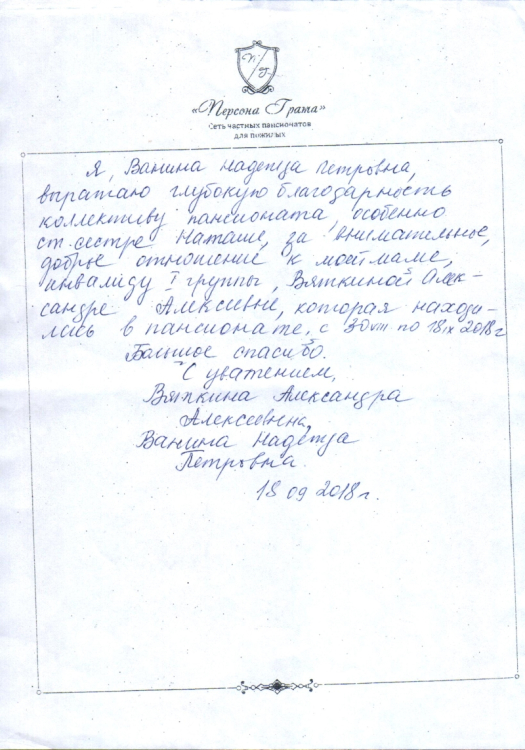 П/Г
«Персона Грата»
Сеть частных пансионатов
для пожилых
Я, Ванина Надежда Петровна,
выражаю глубокую благодарность
коллективу пансионата, особенно
ст. сестре Наташе, за внимательное,
доброе отношение к моей маме,
инвалиду I группы, Вяткиной Алек-
сандре Алексевне, которая находи-
лась в пансионате, с 30 VIII по 18 IX 2018 г
Большое спасибо.
С уважением,
Вяткина Александра
Алексеевна,
Ванина Надежда
Петровна.
18 09 2018 г.